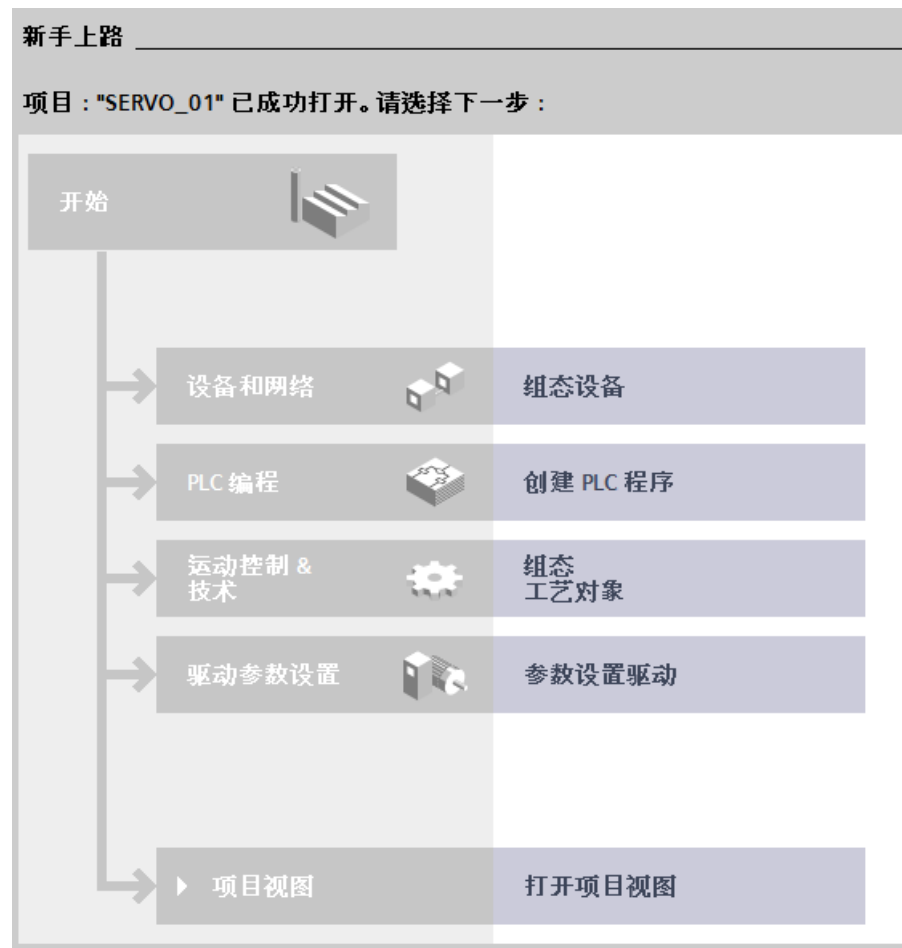 新手上路
项目："SERVO_01" 已成功打开。请选择下一步：
开始
设备和网络
组态设备
PLC 编程
创建 PLC 程序
运动控制 &
技术
组态
工艺对象
驱动参数设置
参数设置驱动
项目视图
打开项目视图